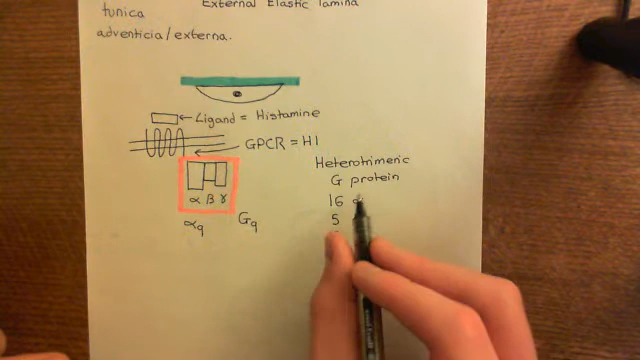 External Elastic lamina
tunica
adventicia/externa.
Ligand = Histamine
GPCR = H1
Heterotrimeric
G protein
α β γ
16
αq Gq
5